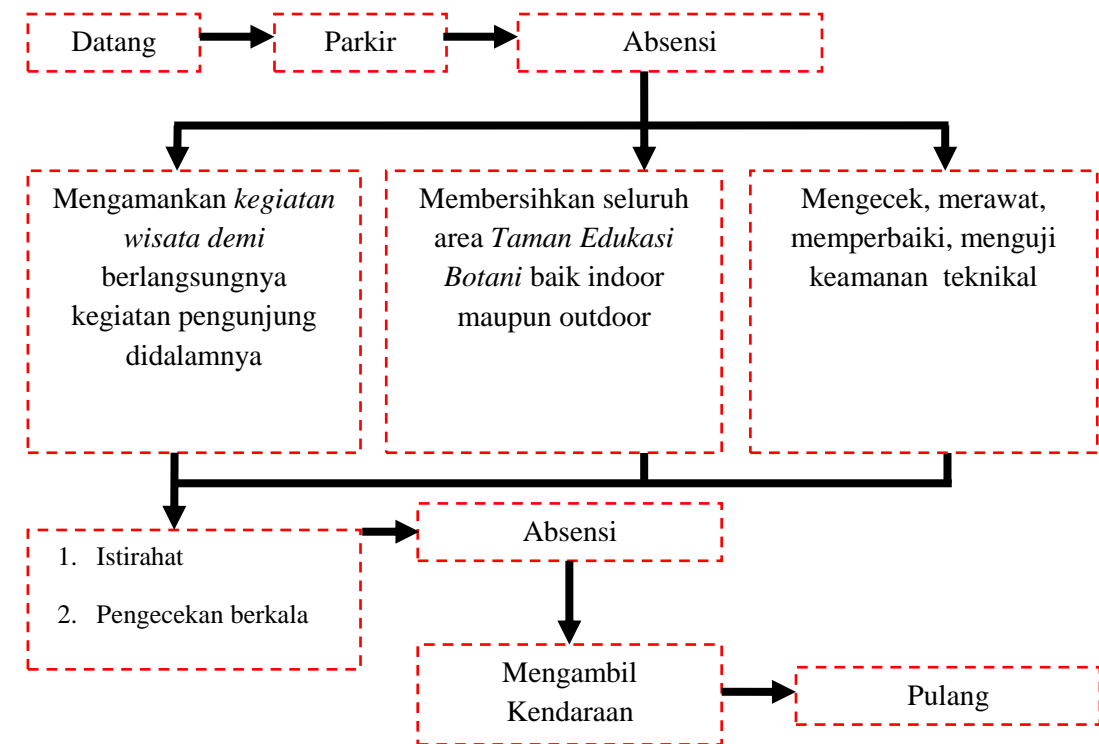 Datang
Parkir
Absensi
Mengamankan kegiatan
wisata demi
berlangsungnya
kegiatan pengunjung
didalamnya
Membersihkan seluruh
area Taman Edukasi
Botani baik indoor
maupun outdoor
Mengecek, merawat,
memperbaiki, menguji
keamanan teknikal
1. Istirahat
2. Pengecekan berkala
Absensi
Mengambil
Kendaraan
Pulang